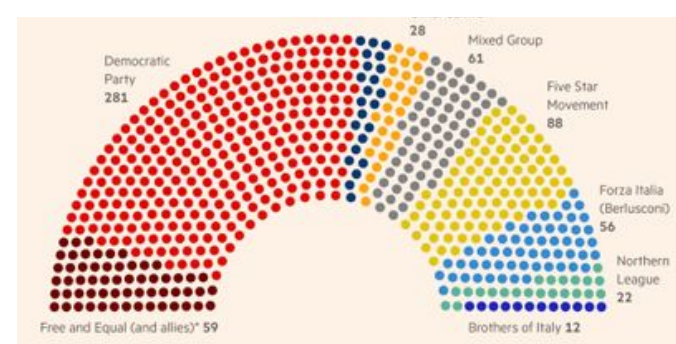 28
Mixed Group
61
Democratic
Party
281
Five Star
Movement
88
Forza Italia
(Berlusconi)
56
Northern
League
22
Free and Equal (and allies)* 59
Brothers of Italy 12